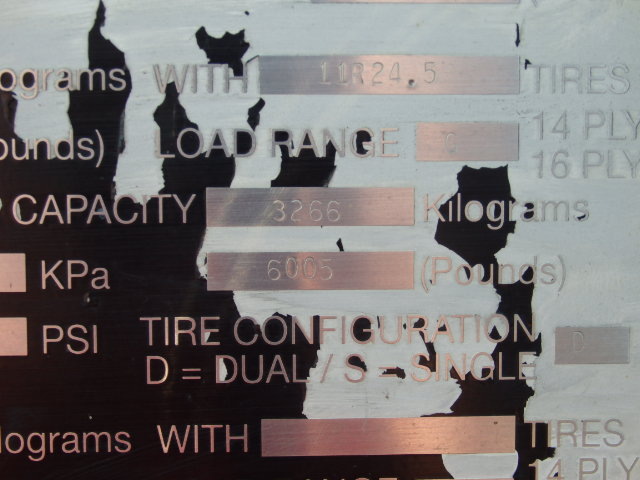 ograms WITH 11R24.5 TIRES
ounds) LOAD RANGE 14 PLY
16 PLY
CAPACITY 3266 Kilograms
KPa 6005 (Pounds)
PSI TIRE CONFIGURATION D
D = DUAL / S = SINGLE
lograms WITH TIRES
14 PLY